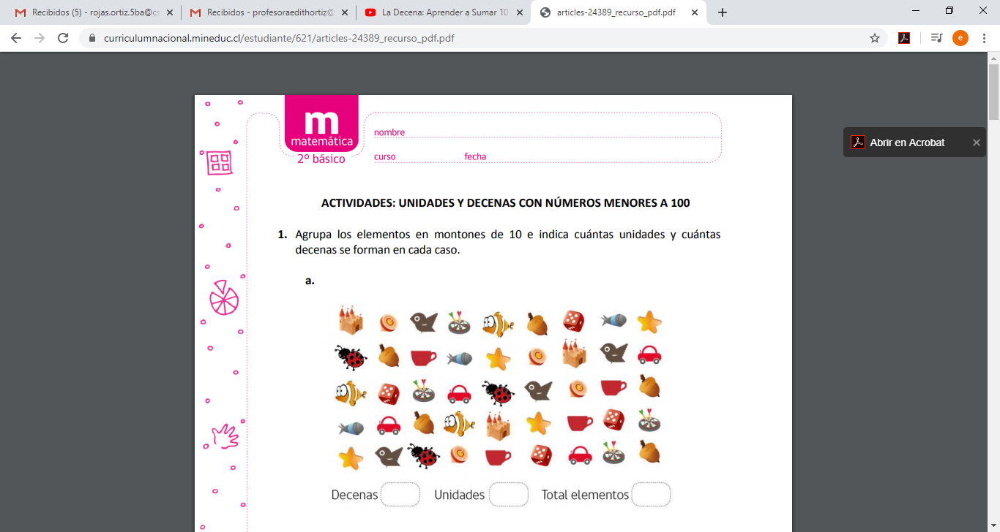 Recibidos (5) - rojas.ortiz.5ba@cs
Recibidos - profesoraedithortiz@
La Decena: Aprender a Sumar 10
articles-24389_recurso_pdf.pdf
curriculumnacional.mineduc.cl/estudiante/621/articles-24389_recurso_pdf.pdf
e
Abrir en Acrobat
m
matemática
2º básico
nombre
curso fecha
ACTIVIDADES: UNIDADES Y DECENAS CON NÚMEROS MENORES A 100
1. Agrupa los elementos en montones de 10 e indica cuántas unidades y cuántas
decenas se forman en cada caso.
a.
Decenas Unidades Total elementos